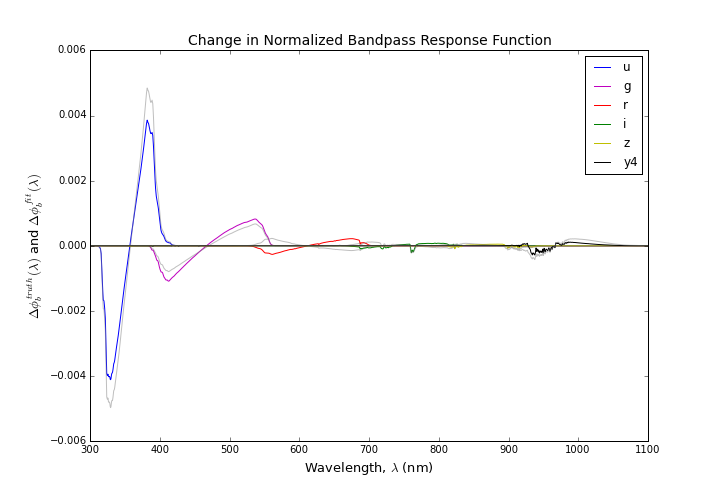 Change in Normalized Bandpass Response Function
0.006
0.004
0.002
0.000
−0.002
−0.004
−0.006
Δϕ_b^{truth}(λ) and Δϕ_b^{fit}(λ)
u
g
r
i
z
y4
300 400 500 600 700 800 900 1000 1100
Wavelength, λ (nm)